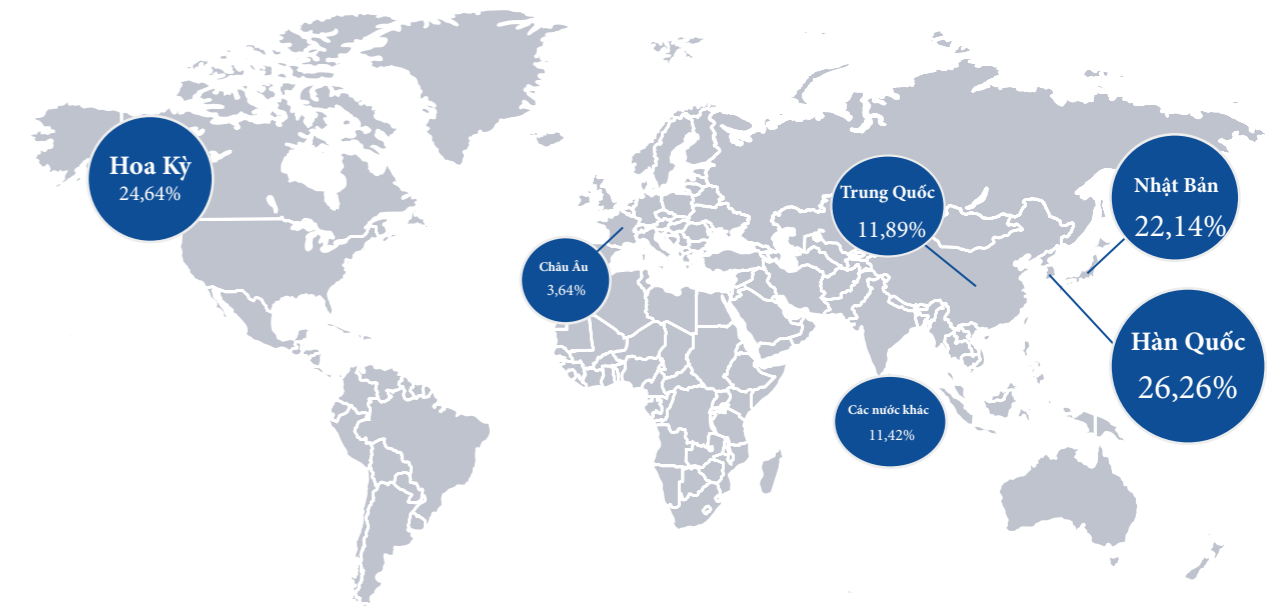 Hoa Kỳ
24,64%
Châu Âu
3,64%
Trung Quốc
11,89%
Nhật Bản
22,14%
Hàn Quốc
26,26%
Các nước khác
11,42%